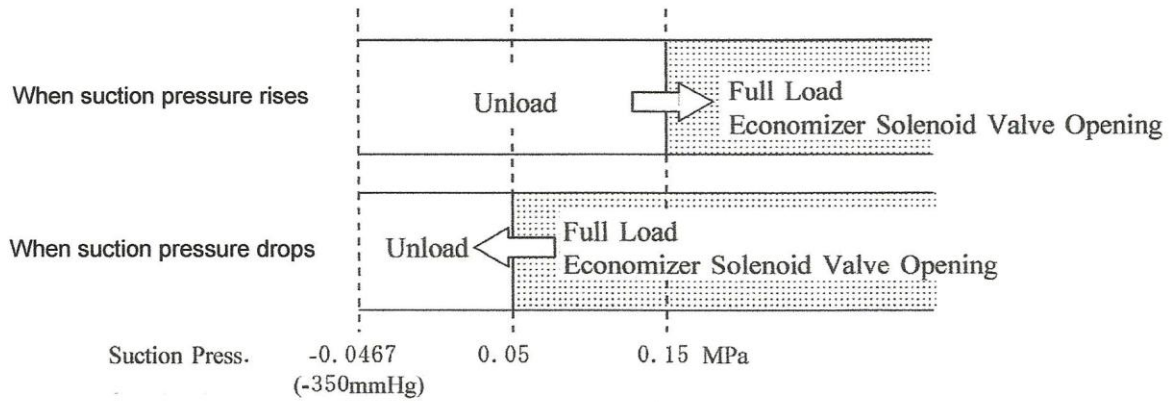 When suction pressure rises
Unload
Full Load
Economizer Solenoid Valve Opening
When suction pressure drops
Unload
Full Load
Economizer Solenoid Valve Opening
Suction Press. -0.0467 0.05 0.15 MPa
(-350mmHg)